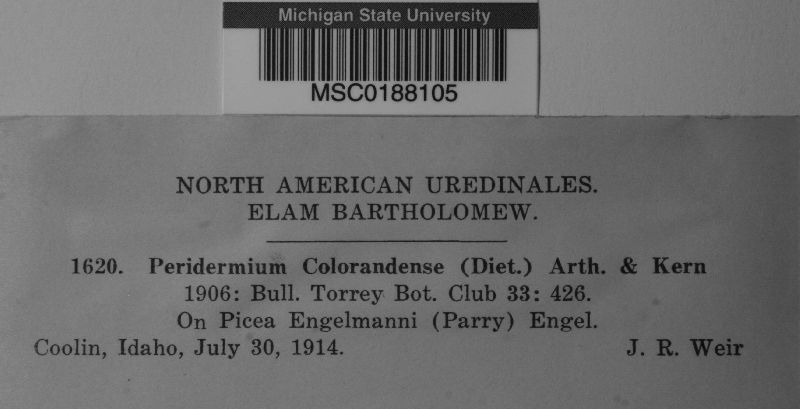 Michigan State University
MSC0188105
NORTH AMERICAN UREDINALES.
ELAM BARTHOLOMEW.
1620. Peridermium Colorandense (Diet.) Arth. & Kern
1906: Bull. Torrey Bot. Club 33: 426.
On Picea Engelmanni (Parry) Engel.
Coolin, Idaho, July 30, 1914. J. R. Weir